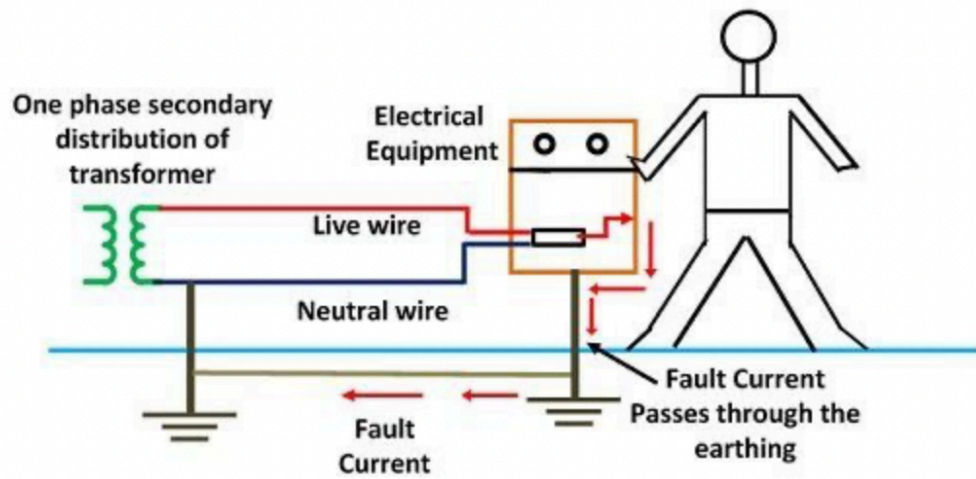 One phase secondary
distribution of
transformer
Electrical
Equipment
Live wire
Neutral wire
Fault Current
Passes through the
earthing
Fault
Current